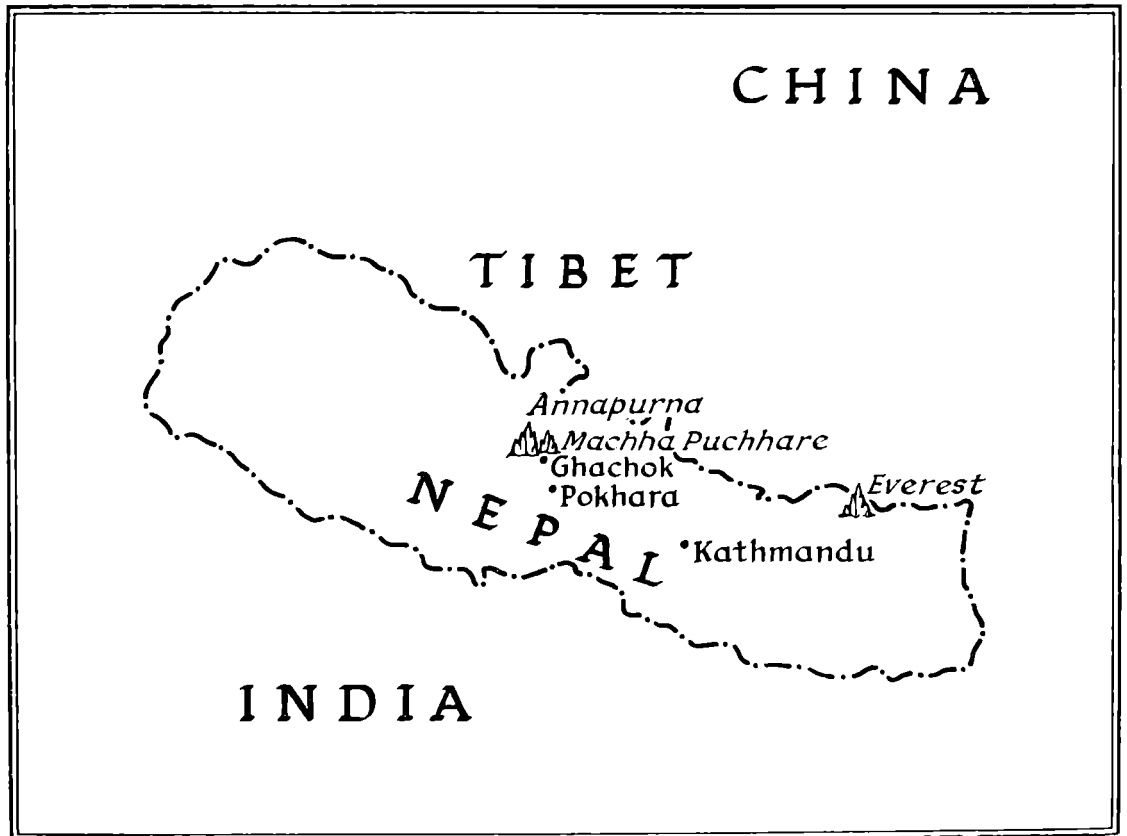 CHINA
TIBET
Annapurna
Machha Puchhare
Ghachok
Everest
Pokhara
NEPAL
Kathmandu
INDIA